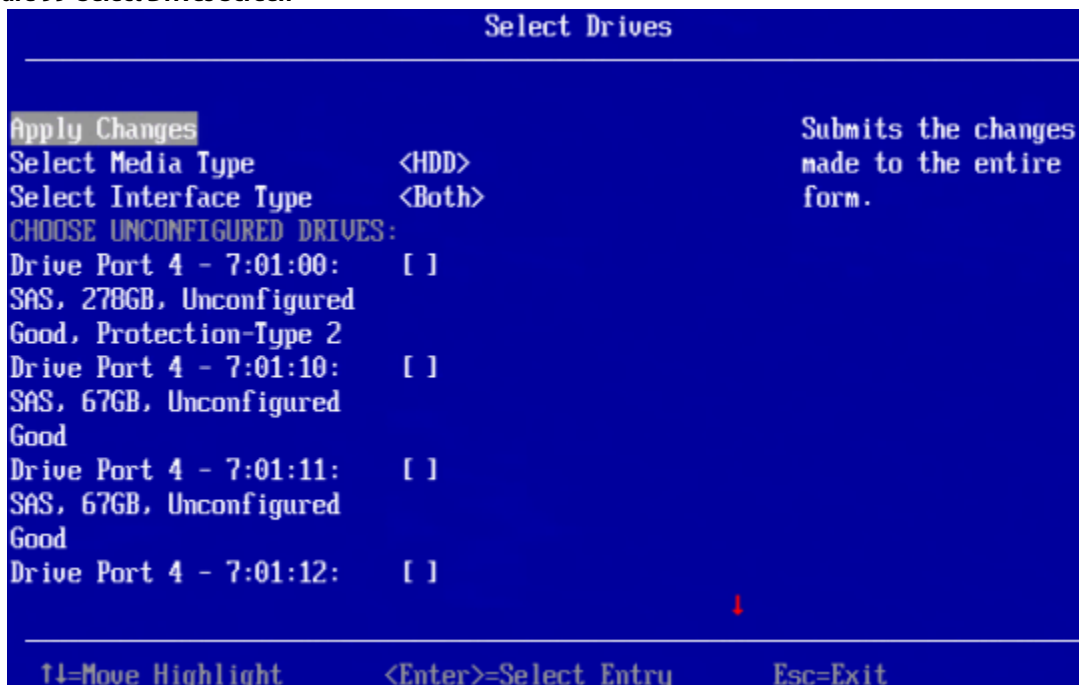 Select Drives
Apply Changes
Submits the changes
Select Media Type <HDD>
made to the entire
Select Interface Type <Both>
form.
CHOOSE UNCONFIGURED DRIVES:
Drive Port 4 - 7:01:00: [ ]
SAS, 278GB, Unconfigured
Good, Protection-Type 2
Drive Port 4 - 7:01:10: [ ]
SAS, 67GB, Unconfigured
Good
Drive Port 4 - 7:01:11: [ ]
SAS, 67GB, Unconfigured
Good
Drive Port 4 - 7:01:12: [ ]
↓
↑↓=Move Highlight <Enter>=Select Entry Esc=Exit